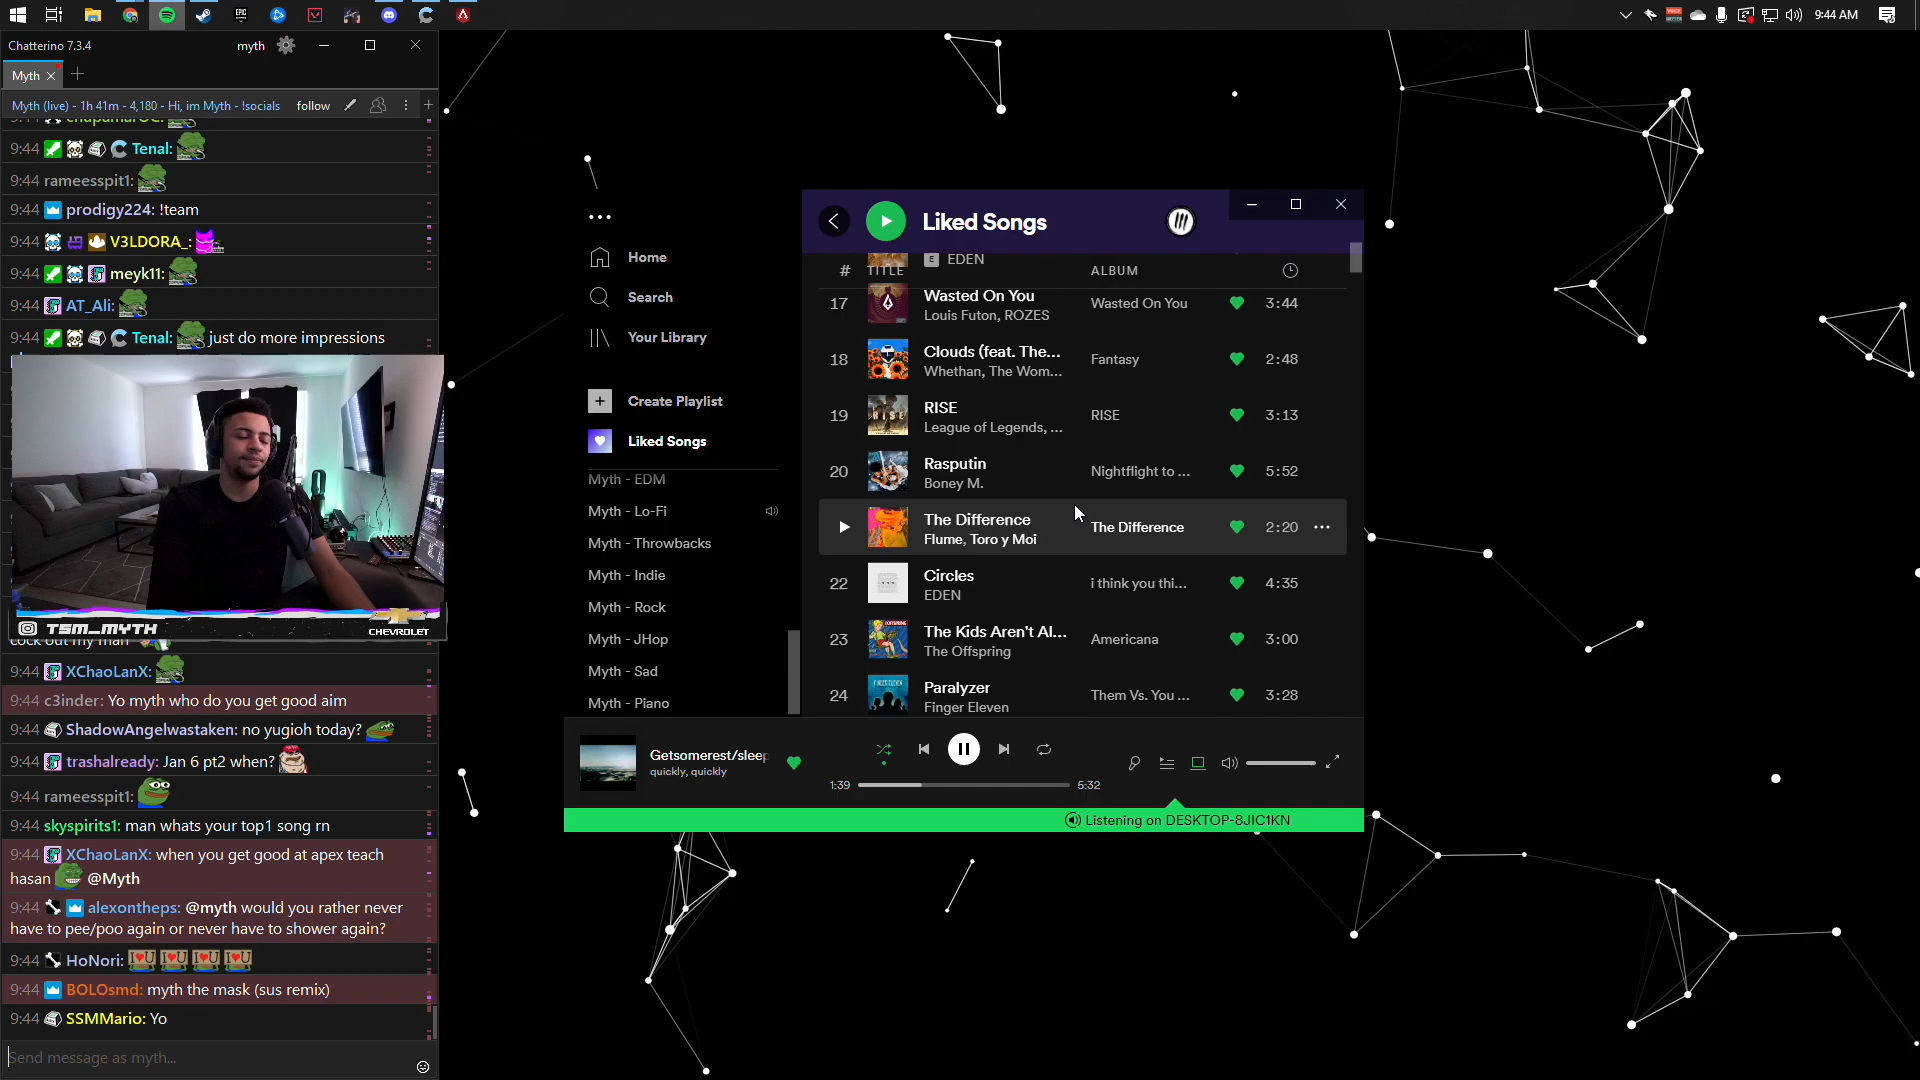 9:44 AM
Chatterino 7.3.4
myth
Myth
Myth (live) - 1h 41m - 4,180 - Hi, im Myth - !socials
follow
9:44 Tenal:
9:44 rameesspit1:
9:44 prodigy224: !team
9:44 V3LDORA_:
9:44 meyk11:
9:44 AT_Ali:
9:44 Tenal: just do more impressions
TSM_MYTH
CHEVROLET
cock out my man
9:44 XChaoLanX:
9:44 c3inder: Yo myth who do you get good aim
9:44 ShadowAngelwastaken: no yugioh today?
9:44 trashalready: Jan 6 pt2 when?
9:44 rameesspit1:
9:44 skyspirits1: man whats your top1 song rn
9:44 XChaoLanX: when you get good at apex teach
hasan @Myth
9:44 alexontheps: @myth would you rather never
have to pee/poo again or never have to shower again?
9:44 HoNori: I♥U I♥U I♥U I♥U
9:44 BOLOsmd: myth the mask (sus remix)
9:44 SSMMario: Yo
Send message as myth...
Home
Search
Your Library
Create Playlist
Liked Songs
Myth - EDM
Myth - Lo-Fi
Myth - Throwbacks
Myth - Indie
Myth - Rock
Myth - JHop
Myth - Sad
Myth - Piano
Liked Songs
E EDEN
# TITLE ALBUM
17 Wasted On You Wasted On You 3:44
Louis Futon, ROZES
18 Clouds (feat. The... Fantasy 2:48
Whethan, The Wom...
19 RISE RISE 3:13
League of Legends, ...
20 Rasputin Nightflight to ... 5:52
Boney M.
The Difference The Difference 2:20
Flume, Toro y Moi
22 Circles i think you thi... 4:35
EDEN
23 The Kids Aren't Al... Americana 3:00
The Offspring
24 Paralyzer Them Vs. You ... 3:28
Finger Eleven
Getsomerest/sleep
quickly, quickly
1:39 5:32
Listening on DESKTOP-8JIC1KN